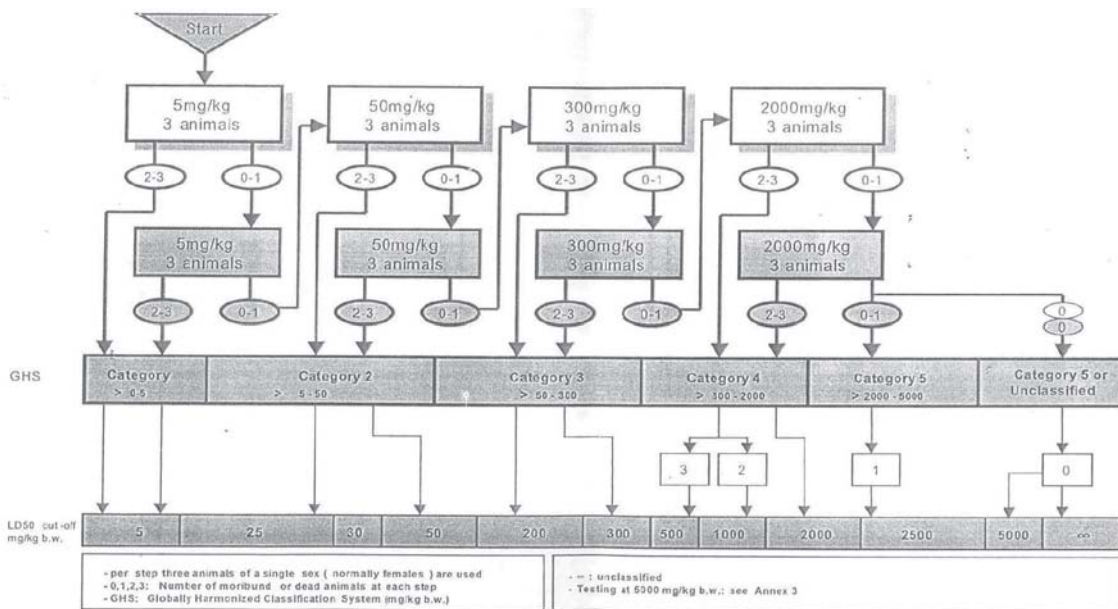 Start
5mg/kg
3 animals
50mg/kg
3 animals
300mg/kg
3 animals
2000mg/kg
3 animals
2-3
0-1
2-3
0-1
2-3
0-1
2-3
0-1
5mg/kg
3 animals
50mg/kg
3 animals
300mg/kg
3 animals
2000mg/kg
3 animals
2-3
0-1
2-3
0-1
2-3
0-1
2-3
0-1
0
0
GHS
Category
> 0-5
Category 2
> 5-50
Category 3
> 50-300
Category 4
> 300-2000
Category 5
> 2000-5000
Category 5 or
Unclassified
3
2
1
0
LD50 cut-off
mg/kg b.w.
5
25
30
50
200
300
500
1000
2000
2500
5000
∞
- per step three animals of a single sex ( normally females ) are used
- 0,1,2,3: Number of moribund or dead animals at each step
- GHS: Globally Harmonized Classification System (mg/kg b.w.)
- ∞ : unclassified
- Testing at 5000 mg/kg b.w.: see Annex 3